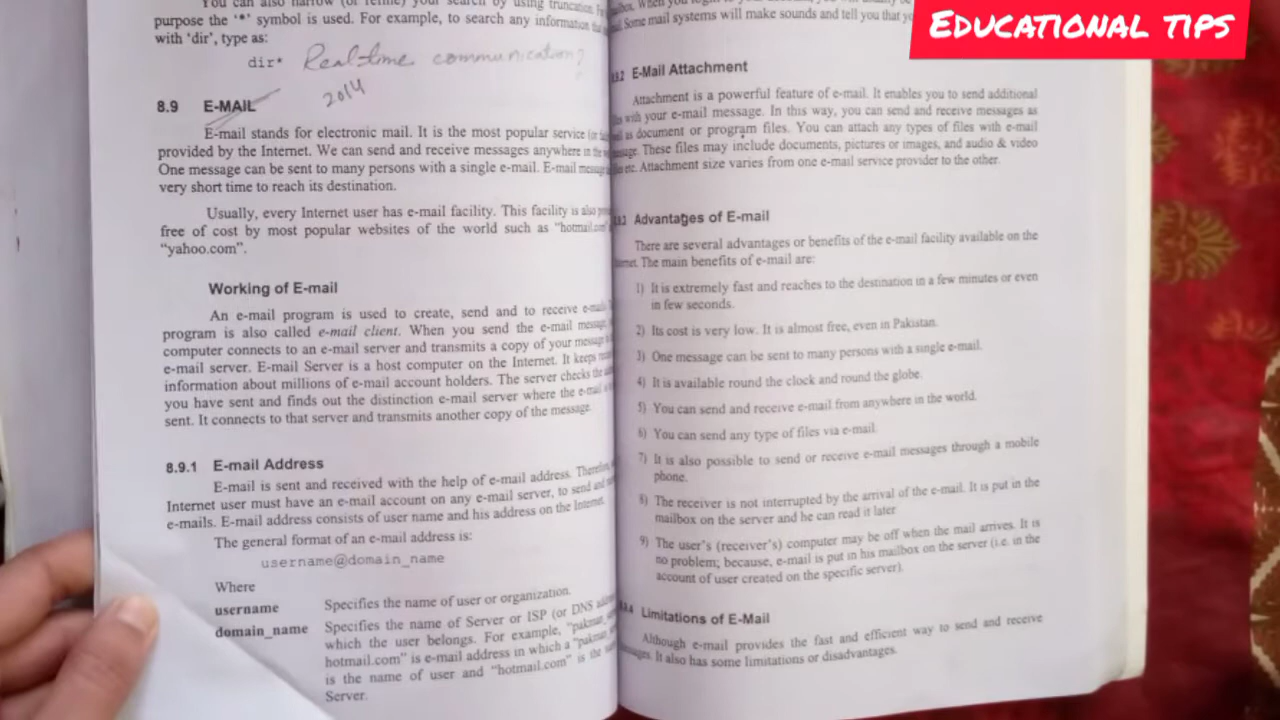 You can also narrow (or refine) your search by using truncation. For
purpose the '*' symbol is used. For example, to search any information that
with 'dir', type as:
dir*
Real-time communication?
2014
8.9 E-MAIL
E-mail stands for electronic mail. It is the most popular service (or
provided by the Internet. We can send and receive messages anywhere in the
One message can be sent to many persons with a single e-mail. E-mail message
very short time to reach its destination.
Usually, every Internet user has e-mail facility. This facility is also
free of cost by most popular websites of the world such as "hotmail.com"
"yahoo.com".
Working of E-mail
An e-mail program is used to create, send and to receive e-mails.
program is also called e-mail client. When you send the e-mail message,
computer connects to an e-mail server and transmits a copy of your message
e-mail server. E-mail Server is a host computer on the Internet. It keeps
information about millions of e-mail account holders. The server checks the
you have sent and finds out the distinction e-mail server where the e-mail
sent. It connects to that server and transmits another copy of the message.
8.9.1 E-mail Address
E-mail is sent and received with the help of e-mail address. Therefore,
Internet user must have an e-mail account on any e-mail server, to send and
e-mails. E-mail address consists of user name and his address on the Internet.
The general format of an e-mail address is:
username@domain_name
Where
username Specifies the name of user or organization.
domain_name Specifies the name of Server or ISP (or DNS
which the user belongs. For example,
hotmail.com" is e-mail address in which a
is the name of user and "hotmail.com" is the
Server.
mailbox. When you
Some mail systems will make sounds and tell you that
EDUCATIONAL TIPS
E-Mail Attachment
Attachment is a powerful feature of e-mail. It enables you to send additional
with your e-mail message. In this way, you can send and receive messages as
as document or program files. You can attach any types of files with e-mail
message. These files may include documents, pictures or images, and audio & video
etc. Attachment size varies from one e-mail service provider to the other.
Advantages of E-mail
There are several advantages or benefits of the e-mail facility available on the
Internet. The main benefits of e-mail are:
1) It is extremely fast and reaches to the destination in a few minutes or even
in few seconds.
2) Its cost is very low. It is almost free, even in Pakistan.
3) One message can be sent to many persons with a single e-mail.
4) It is available round the clock and round the globe.
5) You can send and receive e-mail from anywhere in the world.
6) You can send any type of files via e-mail.
7) It is also possible to send or receive e-mail messages through a mobile
phone.
8) The receiver is not interrupted by the arrival of the e-mail. It is put in the
mailbox on the server and he can read it later
9) The user's (receiver's) computer may be off when the mail arrives. It is
no problem; because, e-mail is put in his mailbox on the server (i.e. in the
account of user created on the specific server).
Limitations of E-Mail
Although e-mail provides the fast and efficient way to send and receive
messages. It also has some limitations or disadvantages.